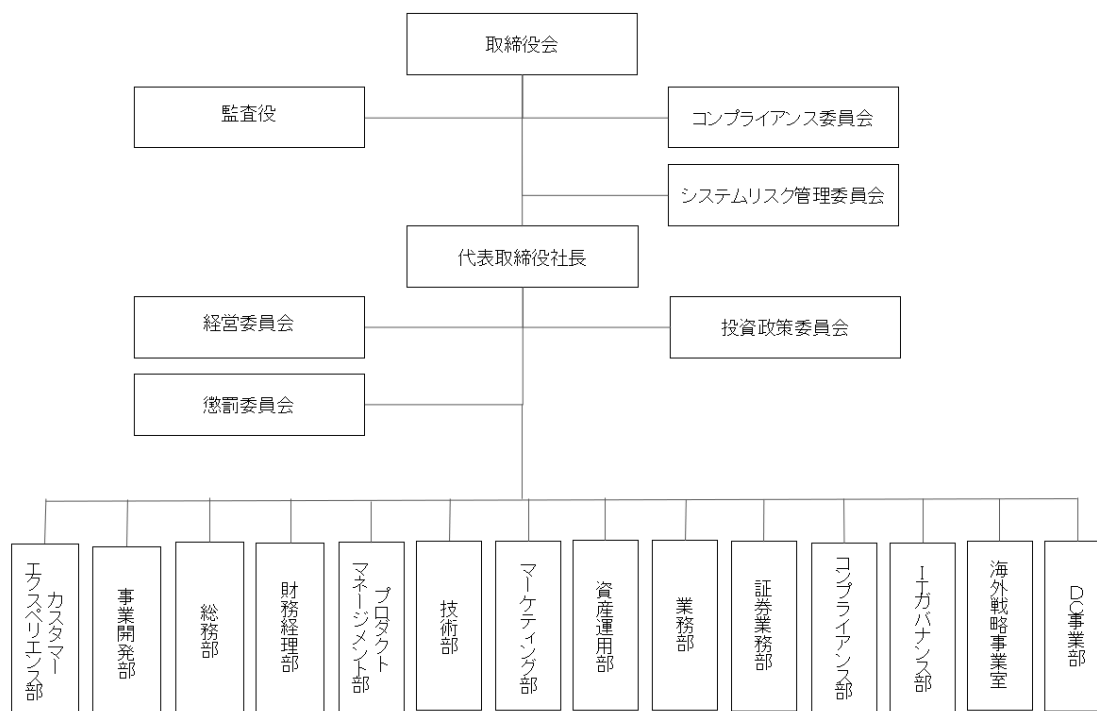 取締役会
監査役
コンプライアンス委員会
システムリスク管理委員会
代表取締役社長
経営委員会
投資政策委員会
懲罰委員会
カスタマー
エクスペリエンス部
事業開発部
総務部
財務経理部
プロダクト
マネージメント部
技術部
マーケティング部
資産運用部
業務部
証券業務部
コンプライアンス部
ITガバナンス部
海外戦略事業室
DC事業部